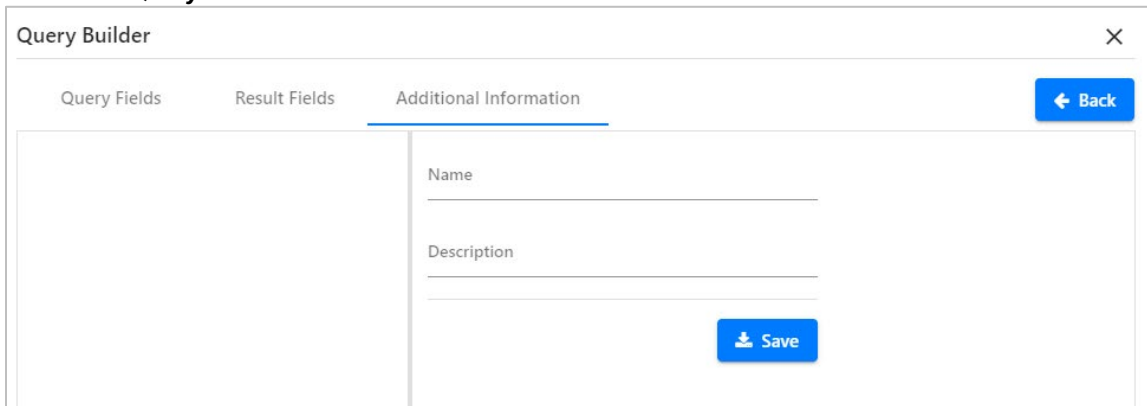 Query Builder
Query Fields Result Fields Additional Information Back
Name
Description
Save